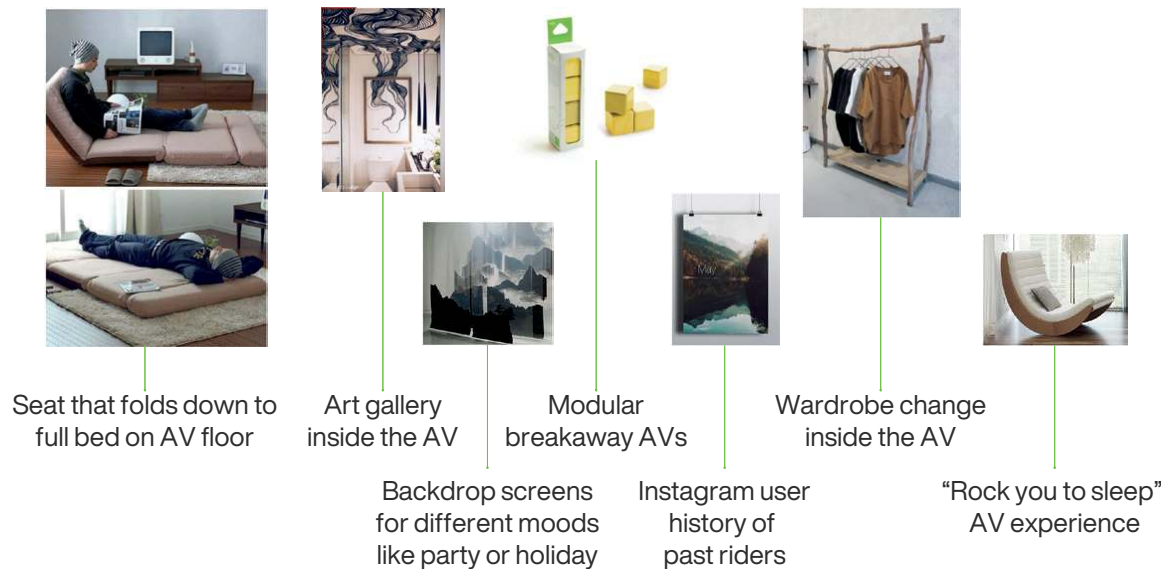 May
Seat that folds down to
full bed on AV floor
Art gallery
inside the AV
Modular
breakaway AVs
Wardrobe change
inside the AV
Backdrop screens
for different moods
like party or holiday
Instagram user
history of
past riders
“Rock you to sleep”
AV experience